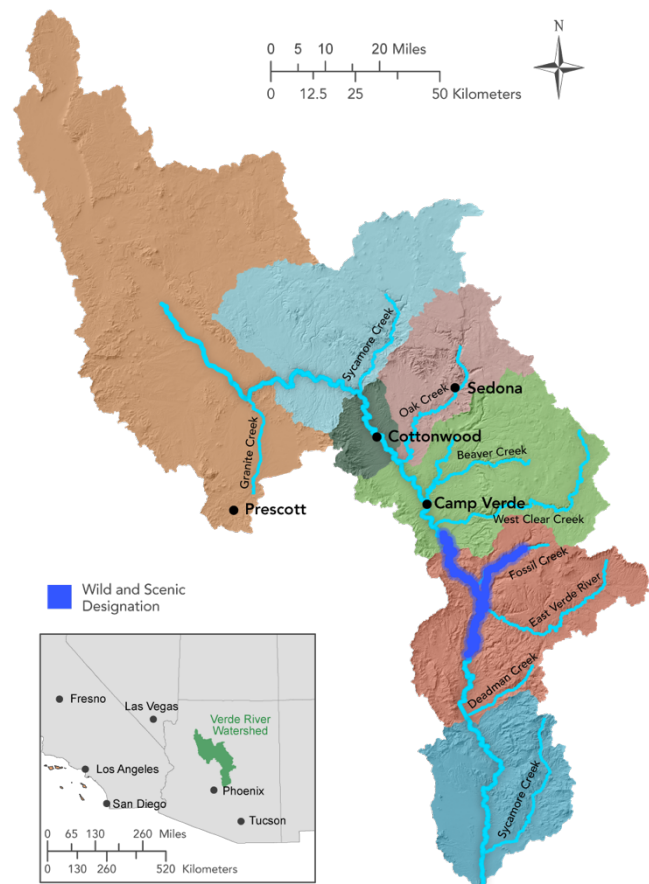 N
0 5 10 20 Miles
0 12.5 25 50 Kilometers
Sycamore Creek
Oak Creek
Sedona
Cottonwood
Granite Creek
Beaver Creek
Prescott
Camp Verde
West Clear Creek
Fossil Creek
Wild and Scenic
Designation
East Verde River
Deadman Creek
Sycamore Creek
Fresno
Las Vegas
Verde River
Watershed
Los Angeles
Phoenix
San Diego
Tucson
0 65 130 260 Miles
0 130 260 520
Kilometers